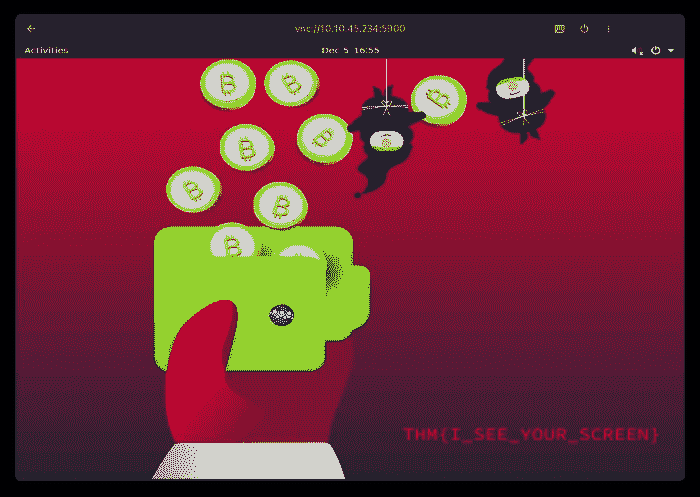 vnc://10.10.45.234:5900
Activities
Dec 5 16:55
THM{I_SEE_YOUR_SCREEN}